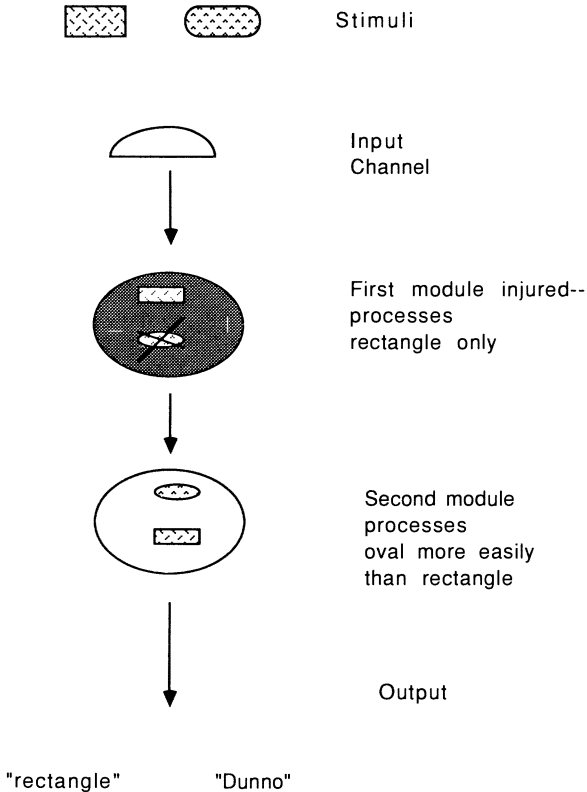 Stimuli
Input
Channel
First module injured--
processes
rectangle only
Second module
processes
oval more easily
than rectangle
Output
"rectangle" "Dunno"